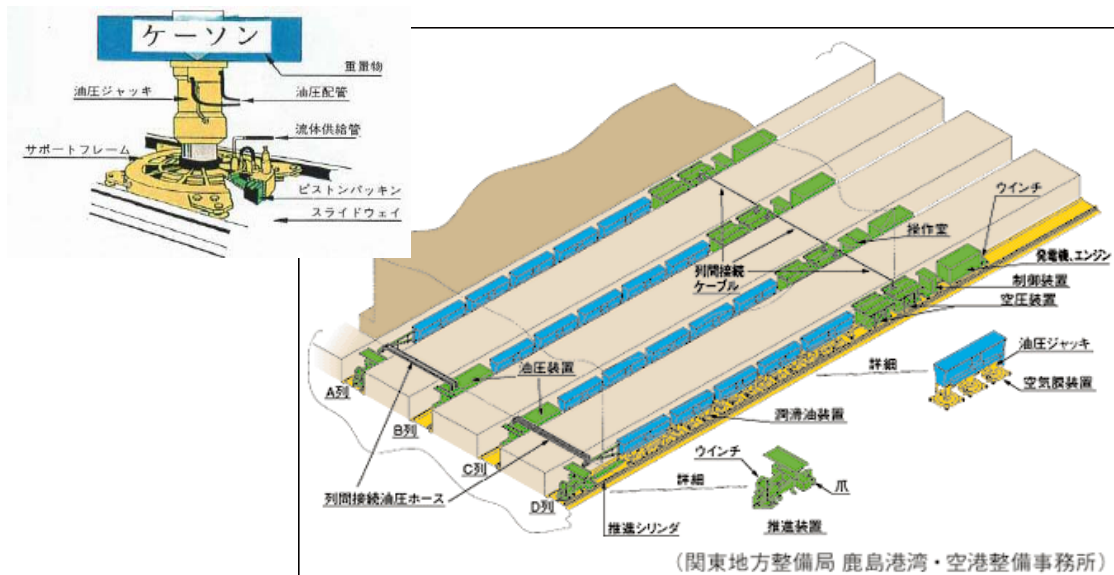 ケーソン
重量物
油圧ジャッキ
油圧配管
流体供給管
サポートフレーム
ピストンパッキン
スライドウェイ
ウインチ
操作室
発電機、エンジン
列間接続
ケーブル
制御装置
空圧装置
油圧ジャッキ
詳細
空気膜装置
油圧装置
A列
B列
潤滑油装置
C列
ウインチ
詳細
爪
列間接続油圧ホース
D列
推進シリンダ
推進装置
(関東地方整備局 鹿島港湾・空港整備事務所)